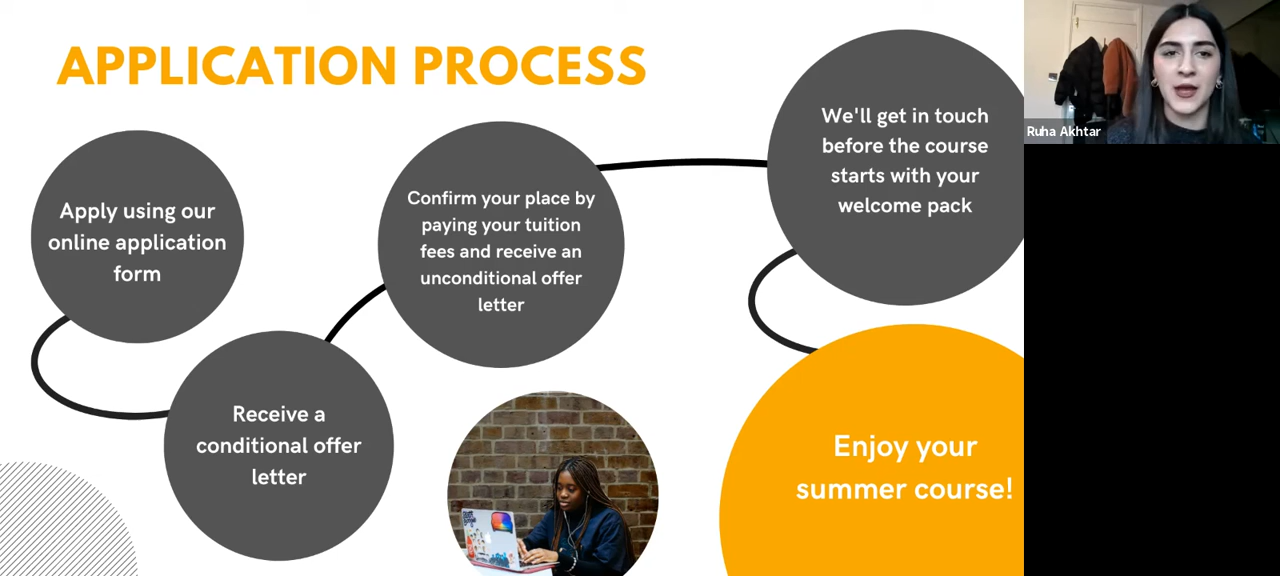 APPLICATION PROCESS
Apply using our
online application
form
Receive a
conditional offer
letter
Confirm your place by
paying your tuition
fees and receive an
unconditional offer
letter
We'll get in touch
before the course
starts with your
welcome pack
Enjoy your
summer course!
Ruha Akhtar